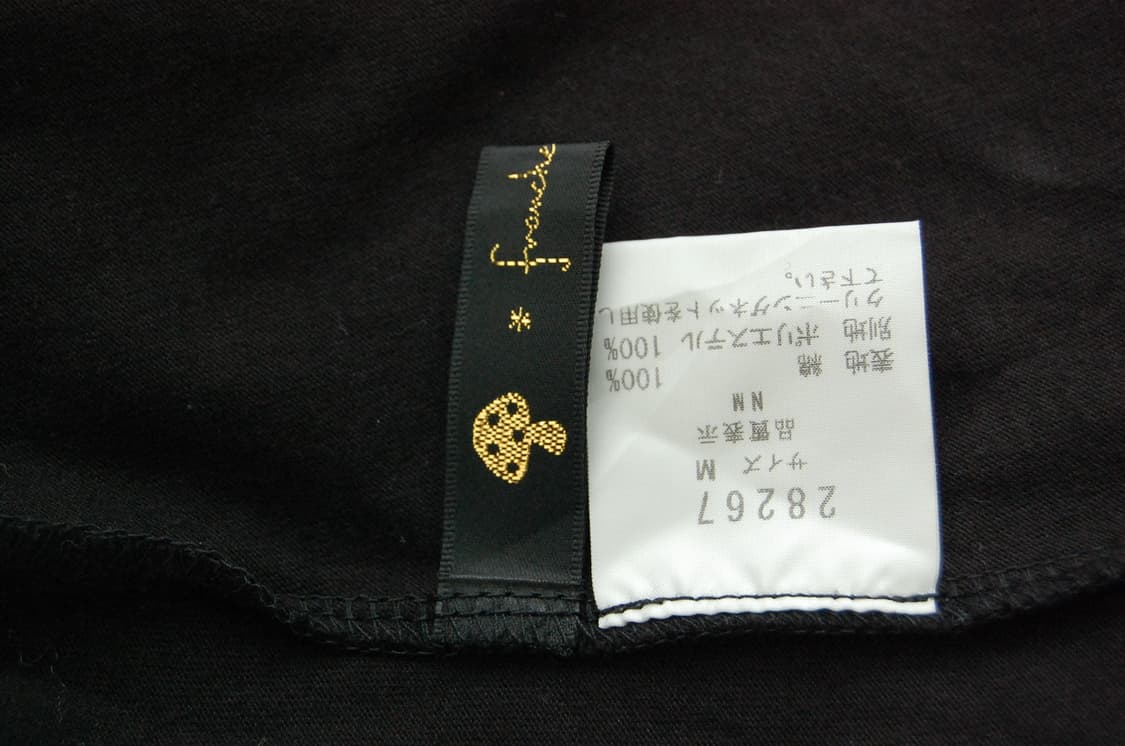 franche
28267
サイズ M
品質表示
NM
表地 綿 100%
別地 ポリエステル 100%
クリーニングネットを使用し
て下さい。